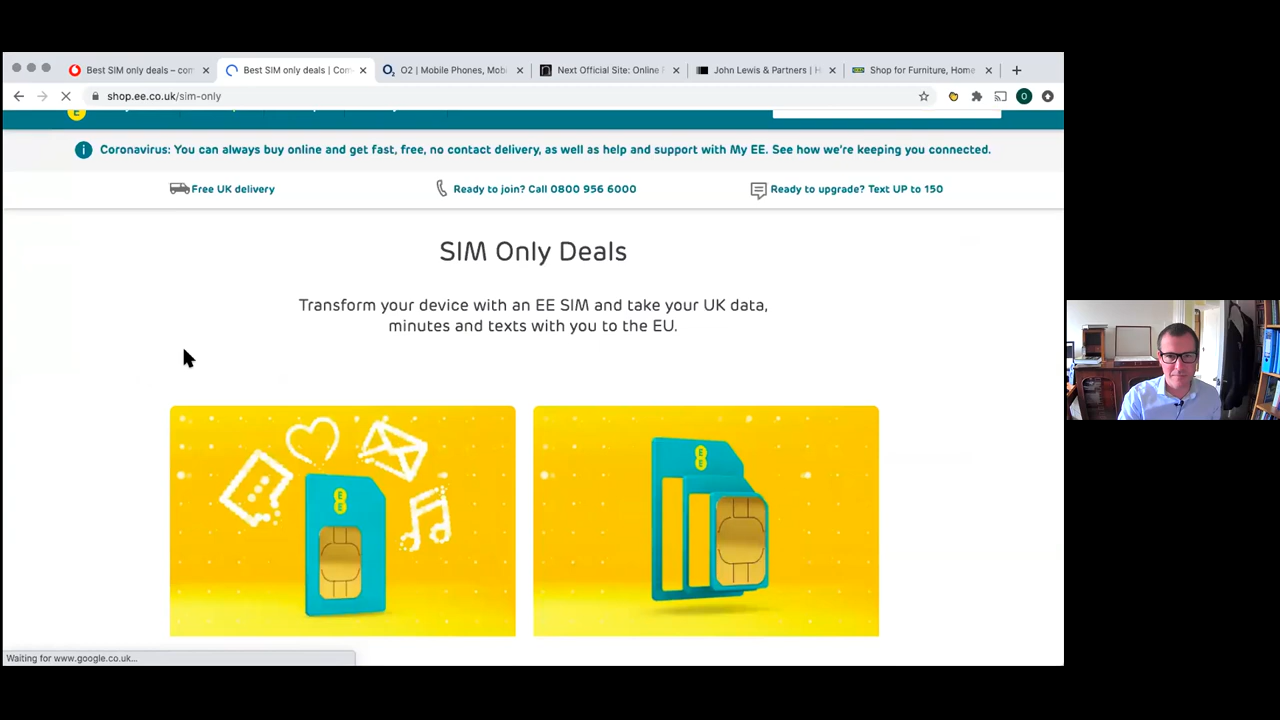 Best SIM only deals – com
Best SIM only deals | Com
O2 | Mobile Phones, Mobi
Next Official Site: Online F
John Lewis & Partners | H
Shop for Furniture, Home
shop.ee.co.uk/sim-only
O
E
Coronavirus: You can always buy online and get fast, free, no contact delivery, as well as help and support with My EE. See how we're keeping you connected.
Free UK delivery
Ready to join? Call 0800 956 6000
Ready to upgrade? Text UP to 150
SIM Only Deals
Transform your device with an EE SIM and take your UK data,
minutes and texts with you to the EU.
E
E
E
E
Waiting for www.google.co.uk...